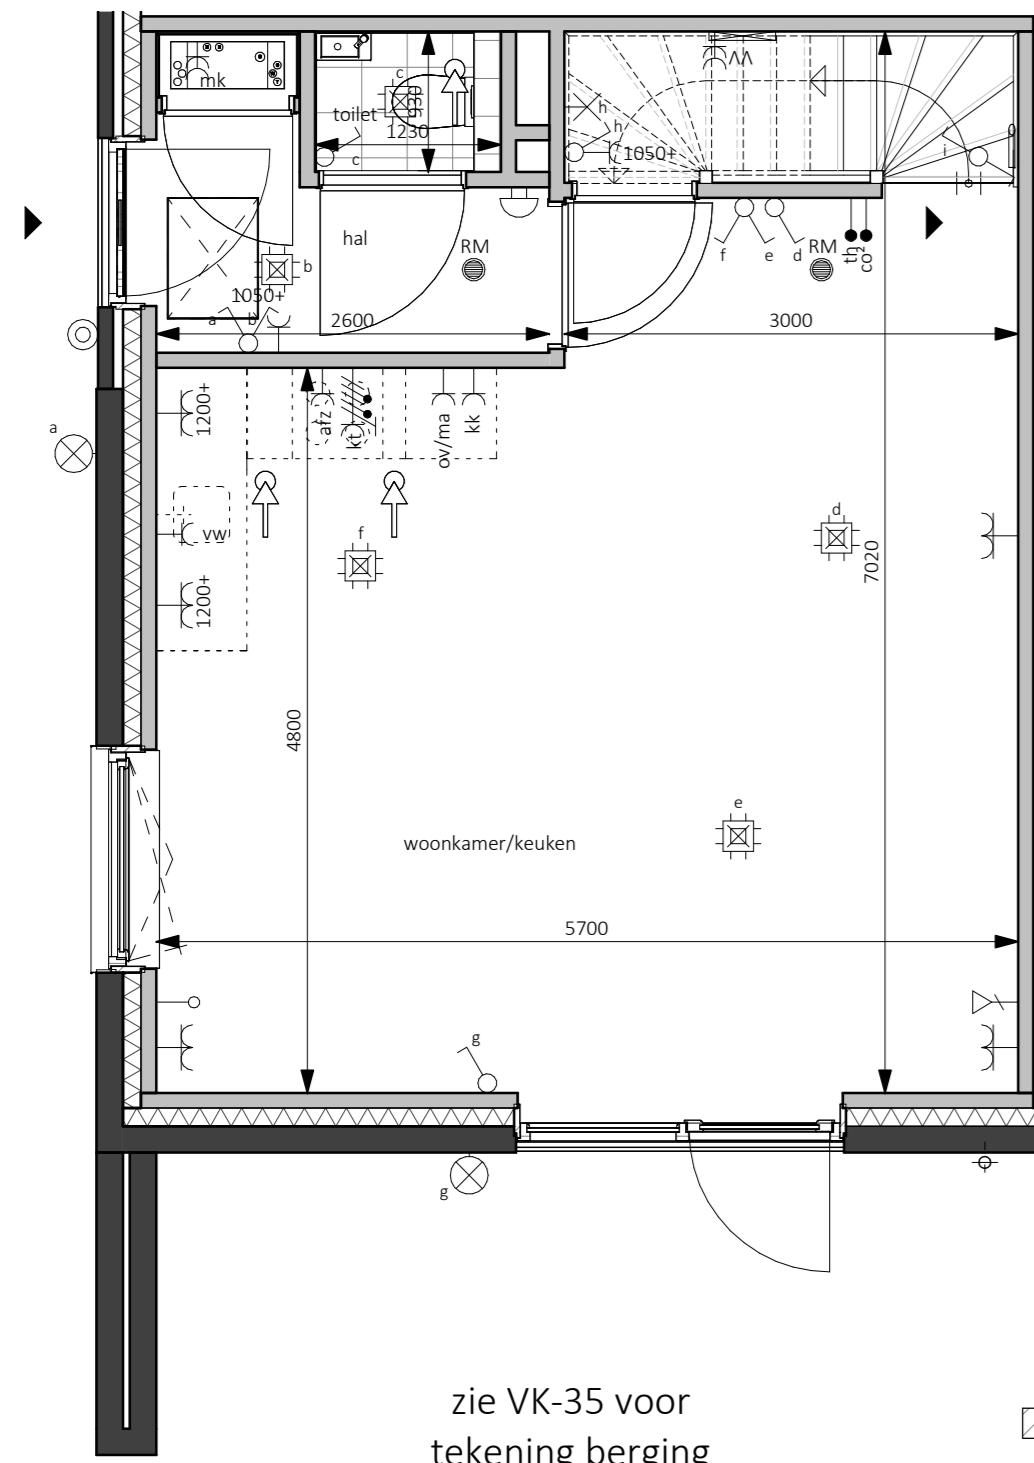 mk
c
toilet
930
1230
c
h
h
1050+
i
hal
RM
b
1050+
a
b
2600
f
e
d
RM
th
co²
3000
a
1200+
afz
kt
ov/ma
kk
vw
f
d
7020
1200+
4800
e
woonkamer/keuken
5700
g
g
zie VK-35 voor
tekening berging